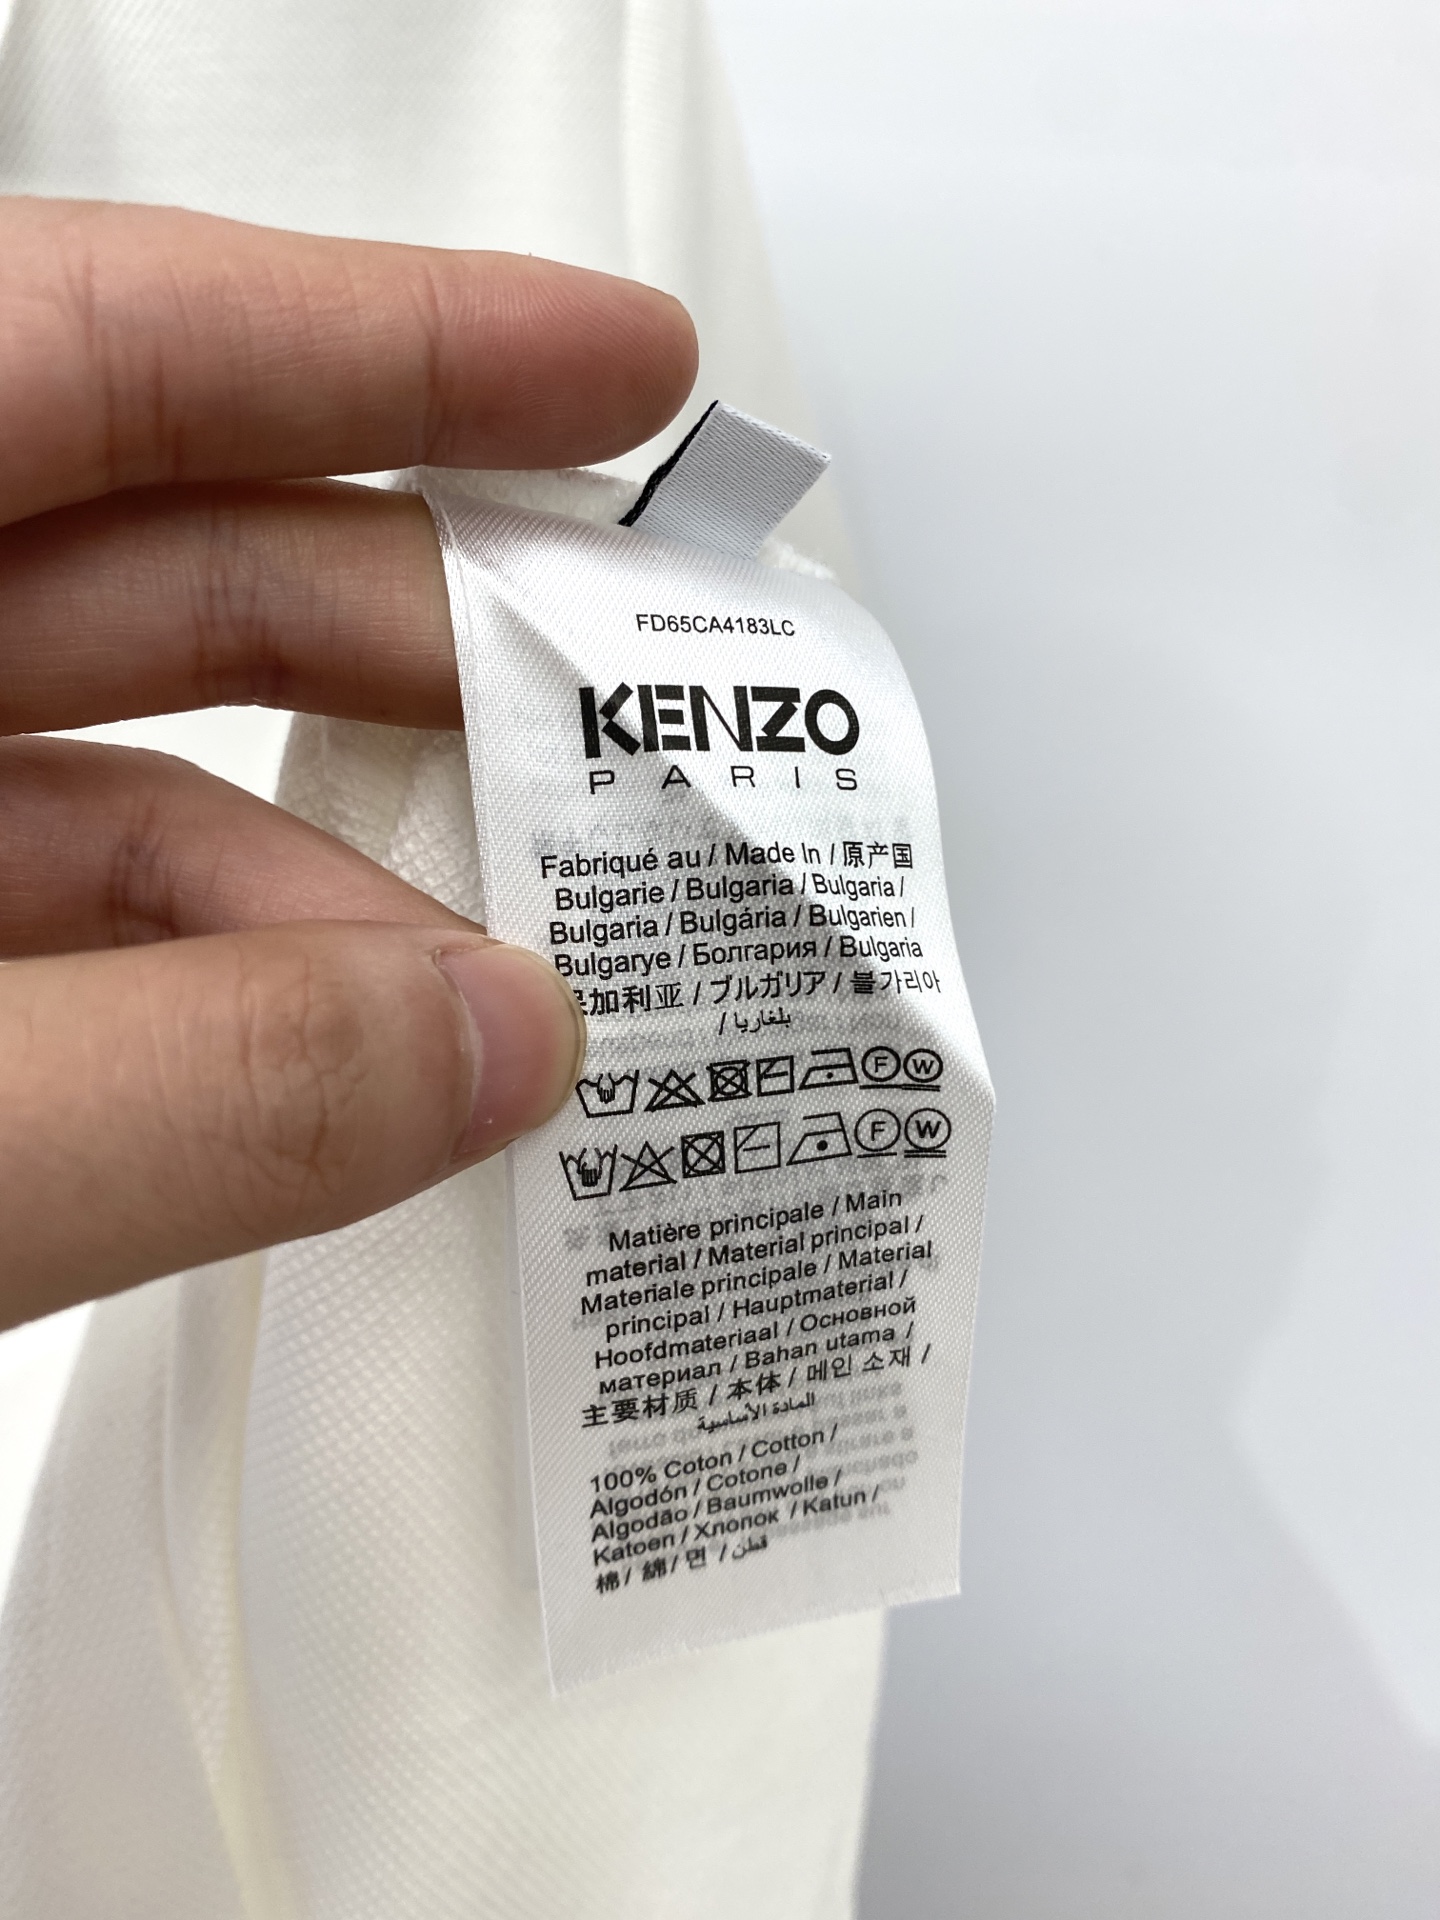 FD65CA4183LC
KENZO
PARIS
Fabriqué au / Made In / 原产国
Bulgarie / Bulgaria / Bulgaria /
Bulgaria / Bulgária / Bulgarien /
Bulgarye / Болгария / Bulgaria
加利亚 / ブルガリア / 불가리아
/ بلغاريا
F W
F W
Matière principale / Main
material / Material principal /
Materiale principale / Material
principal / Hauptmaterial /
Hoofdmateriaal / Основной
материал / Bahan utama /
主要材质 / 本体 / 메인 소재 /
المادة الأساسية
100% Coton / Cotton /
Algodón / Cotone /
Algodão / Baumwolle /
Katoen / Хлопок / Katun /
棉 / 綿 / 면 / قطن